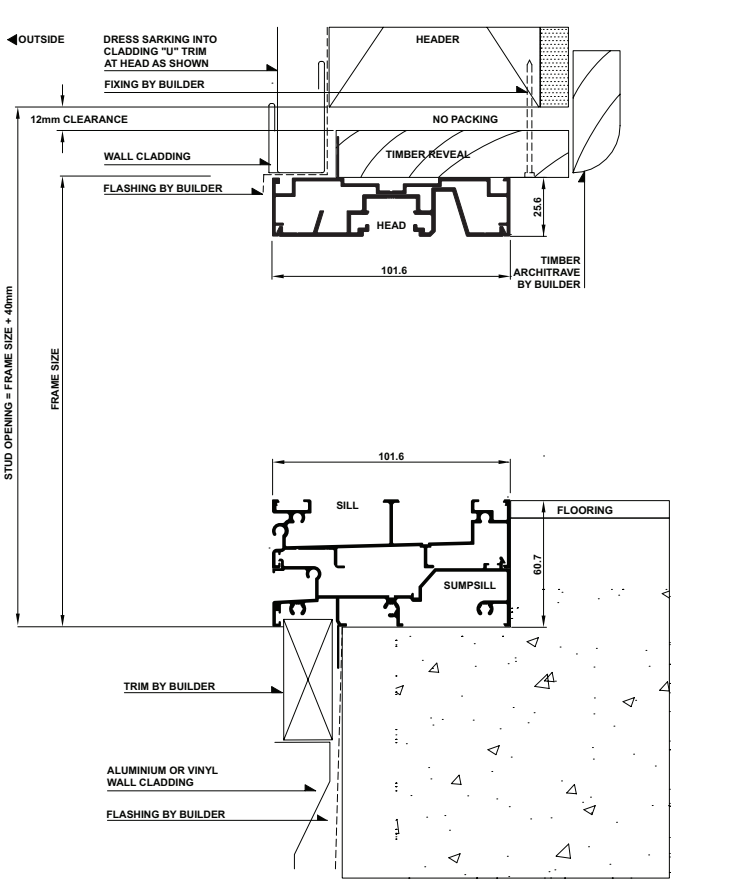 OUTSIDE
DRESS SARKING INTO
CLADDING "U" TRIM
AT HEAD AS SHOWN
HEADER
FIXING BY BUILDER
12mm CLEARANCE
NO PACKING
WALL CLADDING
TIMBER REVEAL
FLASHING BY BUILDER
25.6
HEAD
101.6
TIMBER
ARCHITRAVE
BY BUILDER
STUD OPENING = FRAME SIZE + 40mm
FRAME SIZE
101.6
SILL
FLOORING
60.7
SUMPSILL
TRIM BY BUILDER
ALUMINIUM OR VINYL
WALL CLADDING
FLASHING BY BUILDER